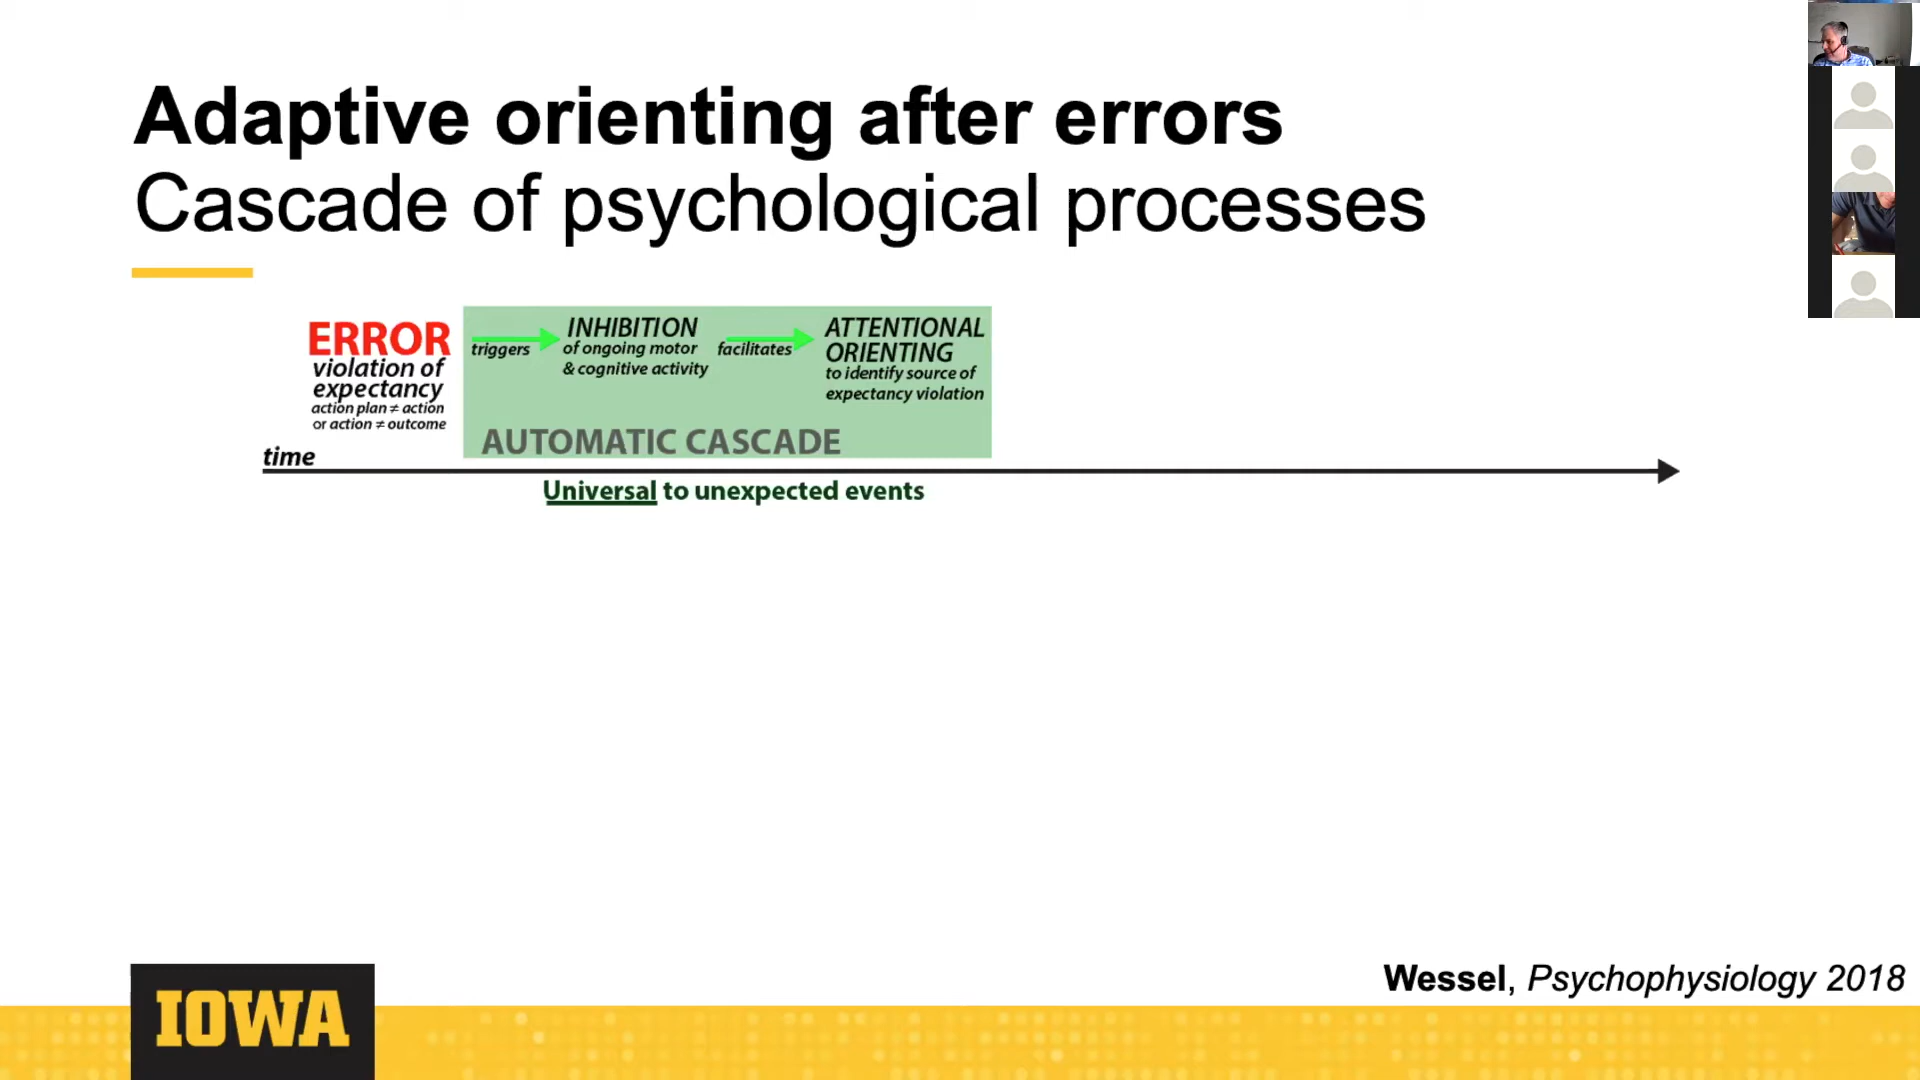 Adaptive orienting after errors
Cascade of psychological processes
ERROR
violation of
expectancy
action plan ≠ action
or action ≠ outcome
triggers
INHIBITION
of ongoing motor
& cognitive activity
facilitates
ATTENTIONAL
ORIENTING
to identify source of
expectancy violation
AUTOMATIC CASCADE
time
Universal to unexpected events
Wessel, Psychophysiology 2018
IOWA